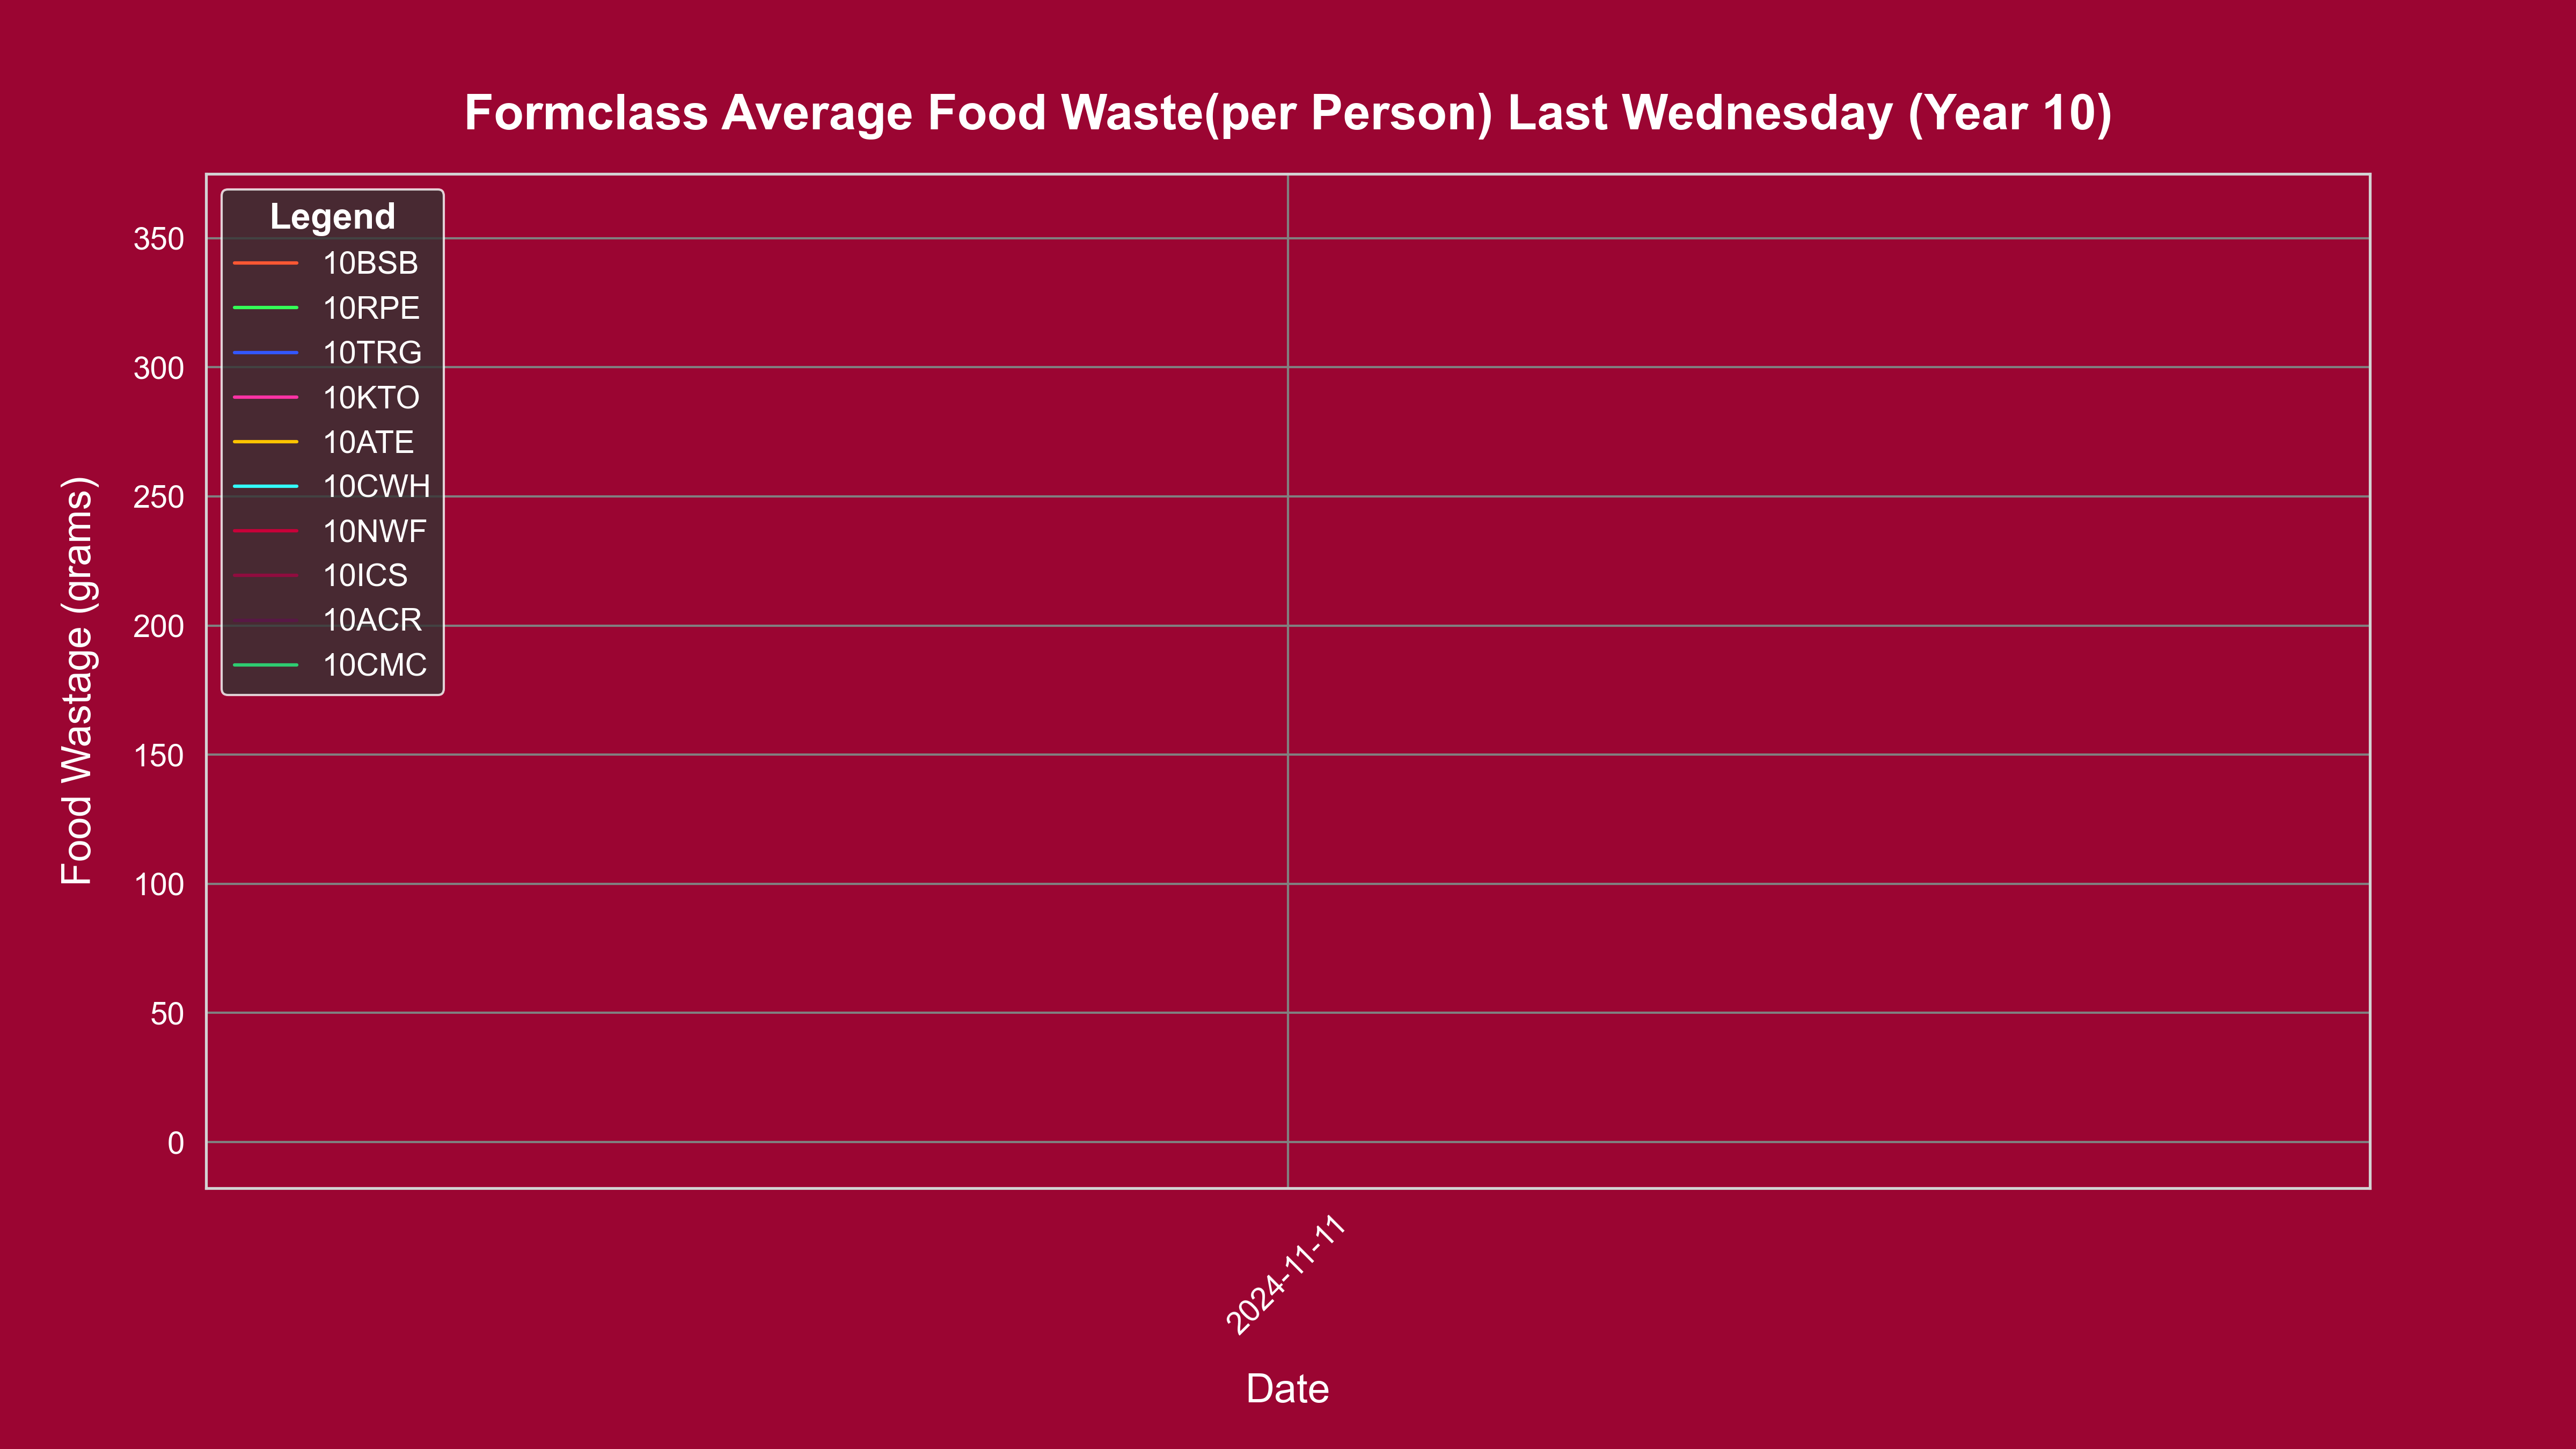 Formclass Average Food Waste(per Person) Last Wednesday (Year 10)
Legend
10BSB
10RPE
10TRG
10KTO
10ATE
10CWH
10NWF
10ICS
10ACR
10CMC
Food Wastage (grams)
350
300
250
200
150
100
50
0
2024-11-11
Date